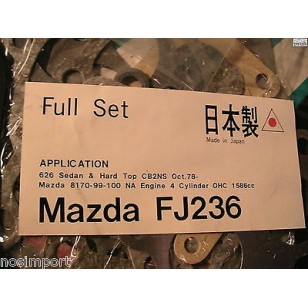 Full Set
日本製
Made in Japan
APPLICATION
626 Sedan & Hard Top CB2NS Oct.78-
Mazda 8170-99-100 NA Engine 4 Cylinder OHC 1586cc
Mazda FJ236
nosimport